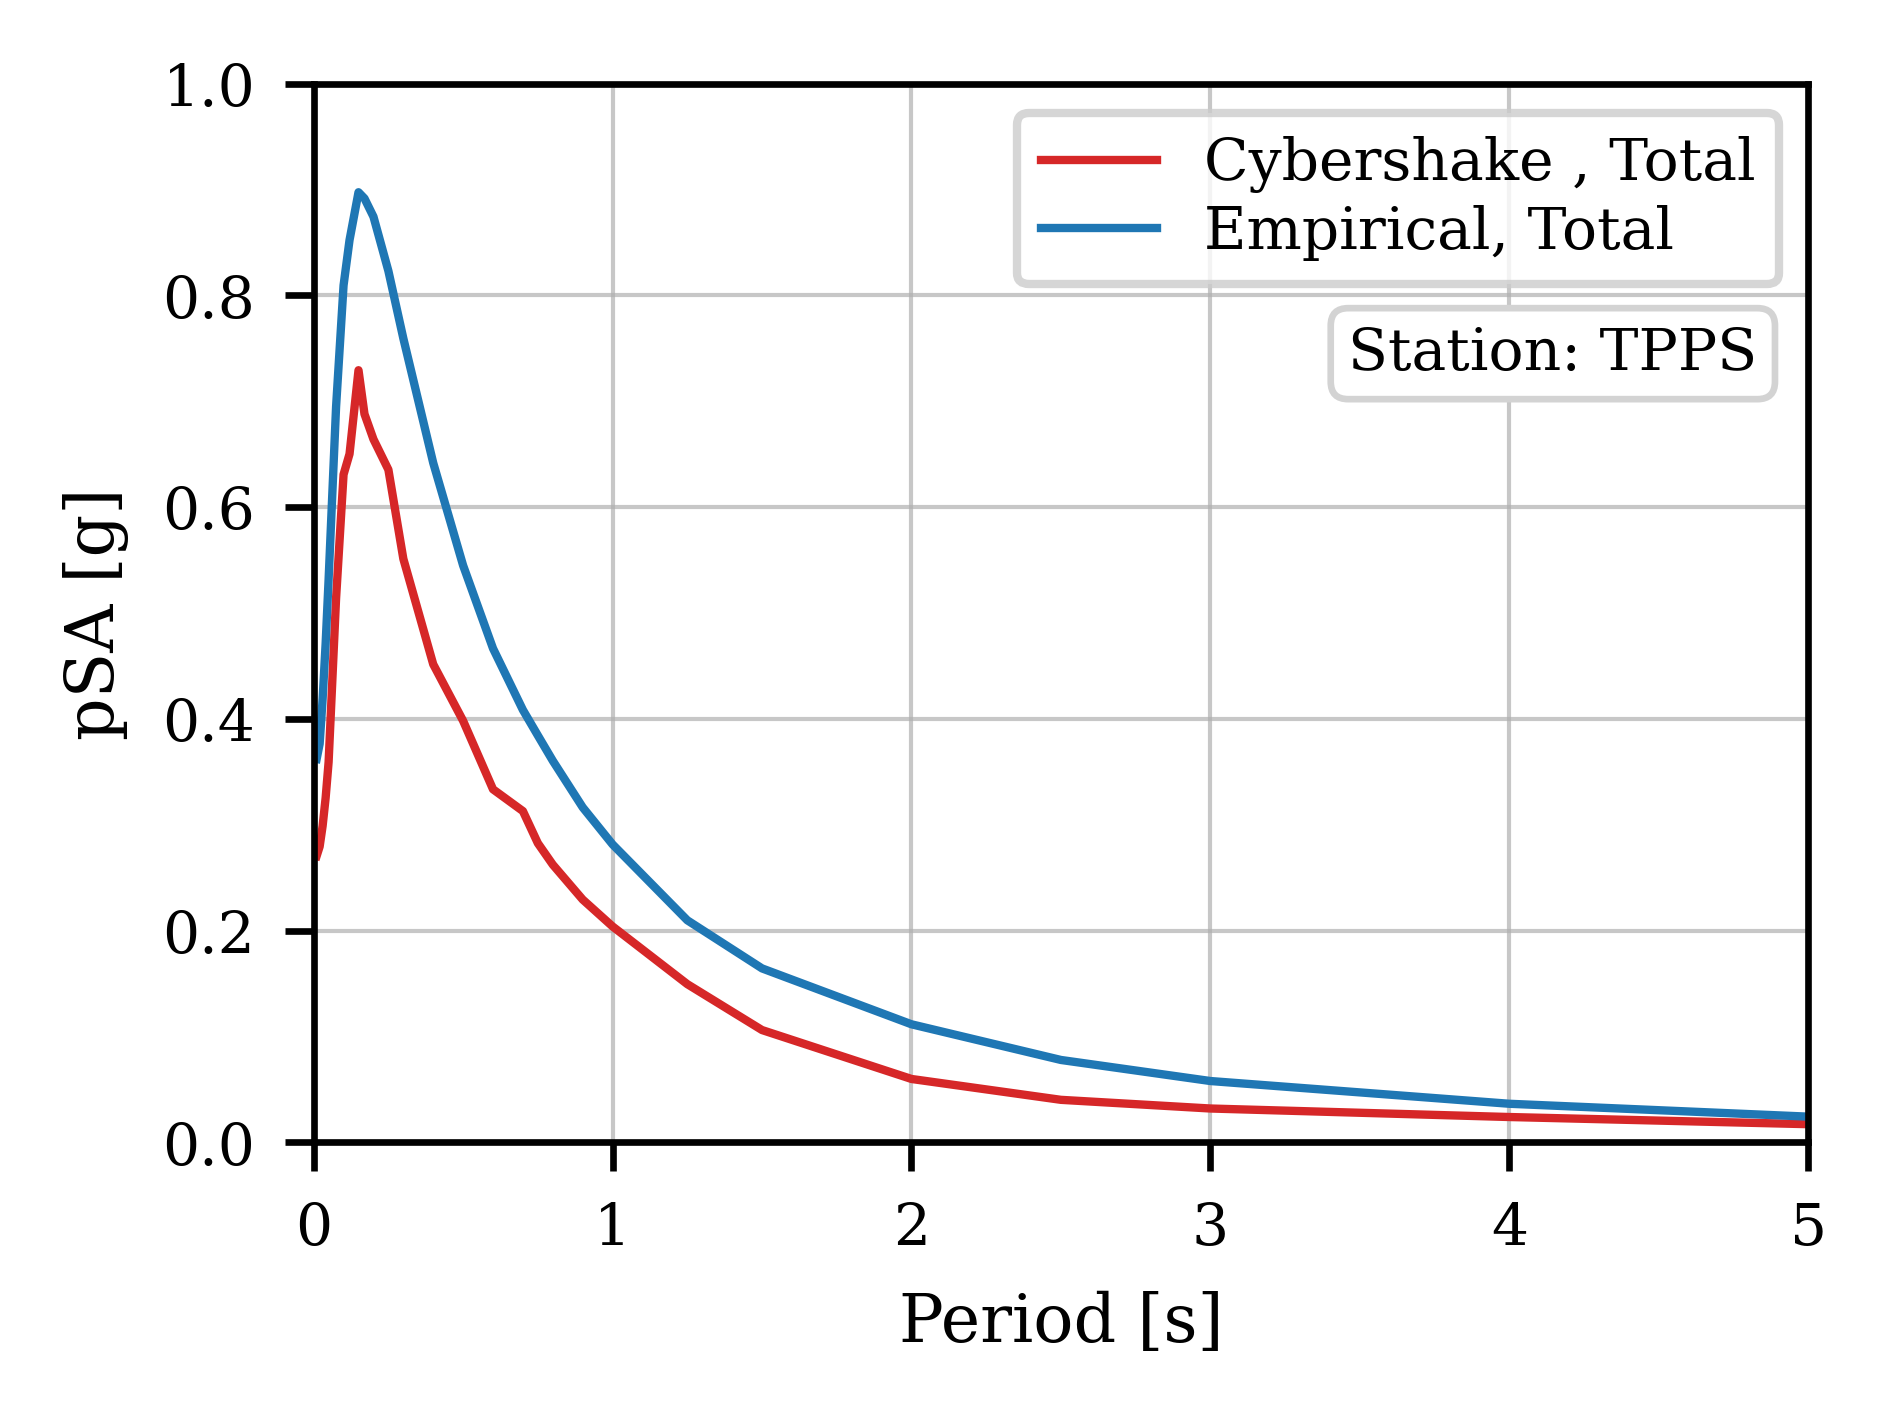 1.0
0.8
0.6
0.4
0.2
0.0
pSA [g]
Cybershake , Total
Empirical, Total
Station: TPPS
0 1 2 3 4 5
Period [s]